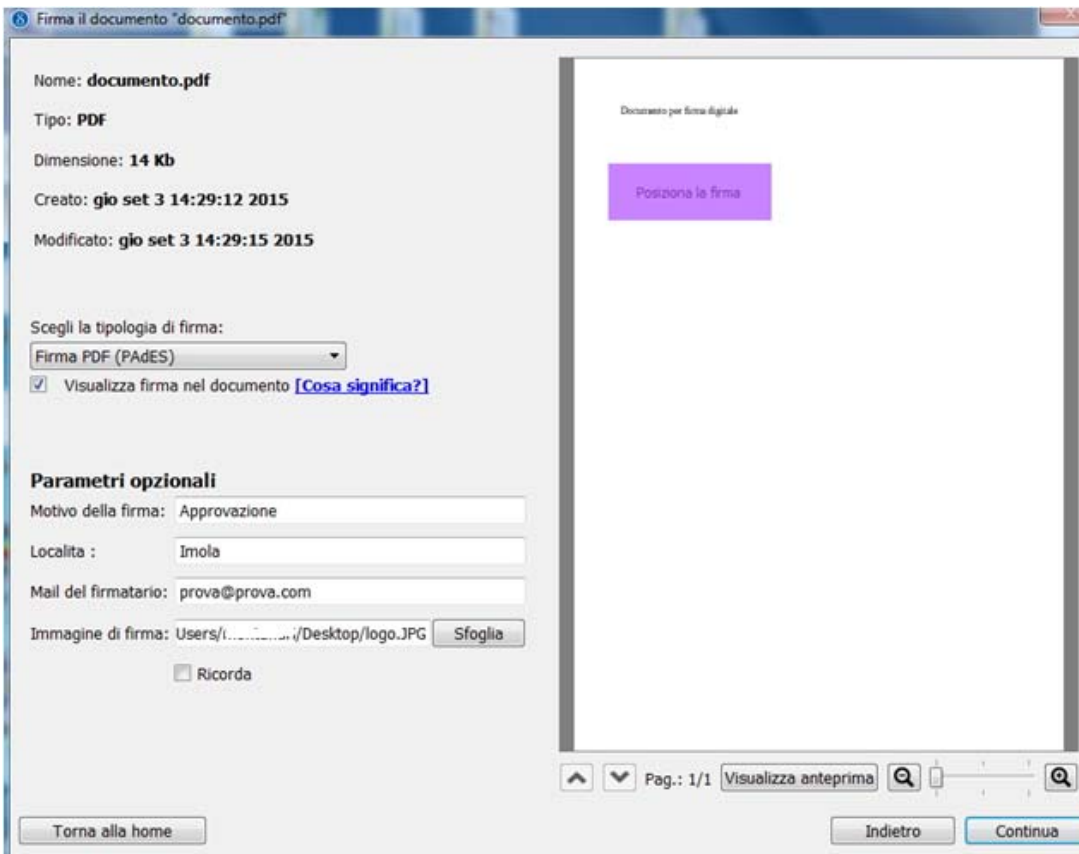 Firma il documento "documento.pdf"
Nome: documento.pdf
Tipo: PDF
Dimensione: 14 Kb
Creato: gio set 3 14:29:12 2015
Modificato: gio set 3 14:29:15 2015
Scegli la tipologia di firma:
Firma PDF (PAdES)
Visualizza firma nel documento [Cosa significa?]
Parametri opzionali
Motivo della firma: Approvazione
Localita : Imola
Mail del firmatario: prova@prova.com
Immagine di firma: Users/ /Desktop/logo.JPG Sfoglia
Ricorda
Documento per firma digitale
Posiziona la firma
Pag.: 1/1 Visualizza anteprima
Torna alla home Indietro Continua